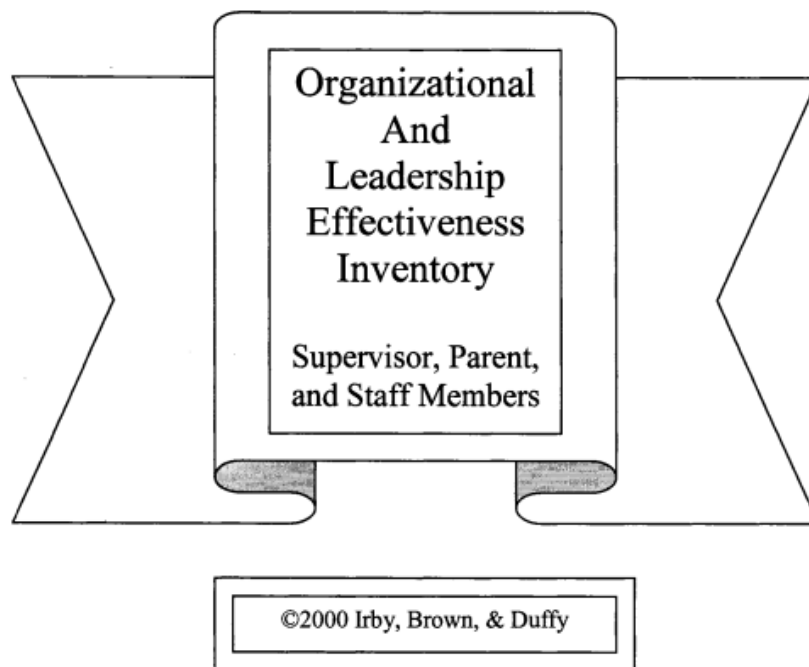 Organizational
And
Leadership
Effectiveness
Inventory
Supervisor, Parent,
and Staff Members
©2000 Irby, Brown, & Duffy